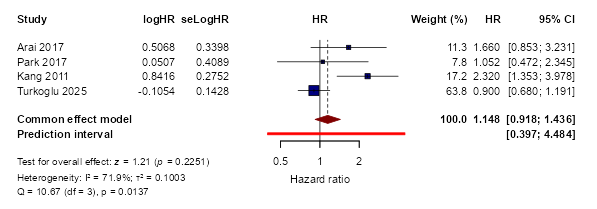 Study logHR seLogHR HR Weight (%) HR 95% CI
Arai 2017 0.5068 0.3398 11.3 1.660 [0.853; 3.231]
Park 2017 0.0507 0.4089 7.8 1.052 [0.472; 2.345]
Kang 2011 0.8416 0.2752 17.2 2.320 [1.353; 3.978]
Turkoglu 2025 -0.1054 0.1428 63.8 0.900 [0.680; 1.191]
Common effect model 100.0 1.148 [0.918; 1.436]
Prediction interval [0.397; 4.484]
Test for overall effect: z = 1.21 (p = 0.2251)
0.5 1 2
Heterogeneity: I² = 71.9%; τ² = 0.1003
Hazard ratio
Q = 10.67 (df = 3), p = 0.0137